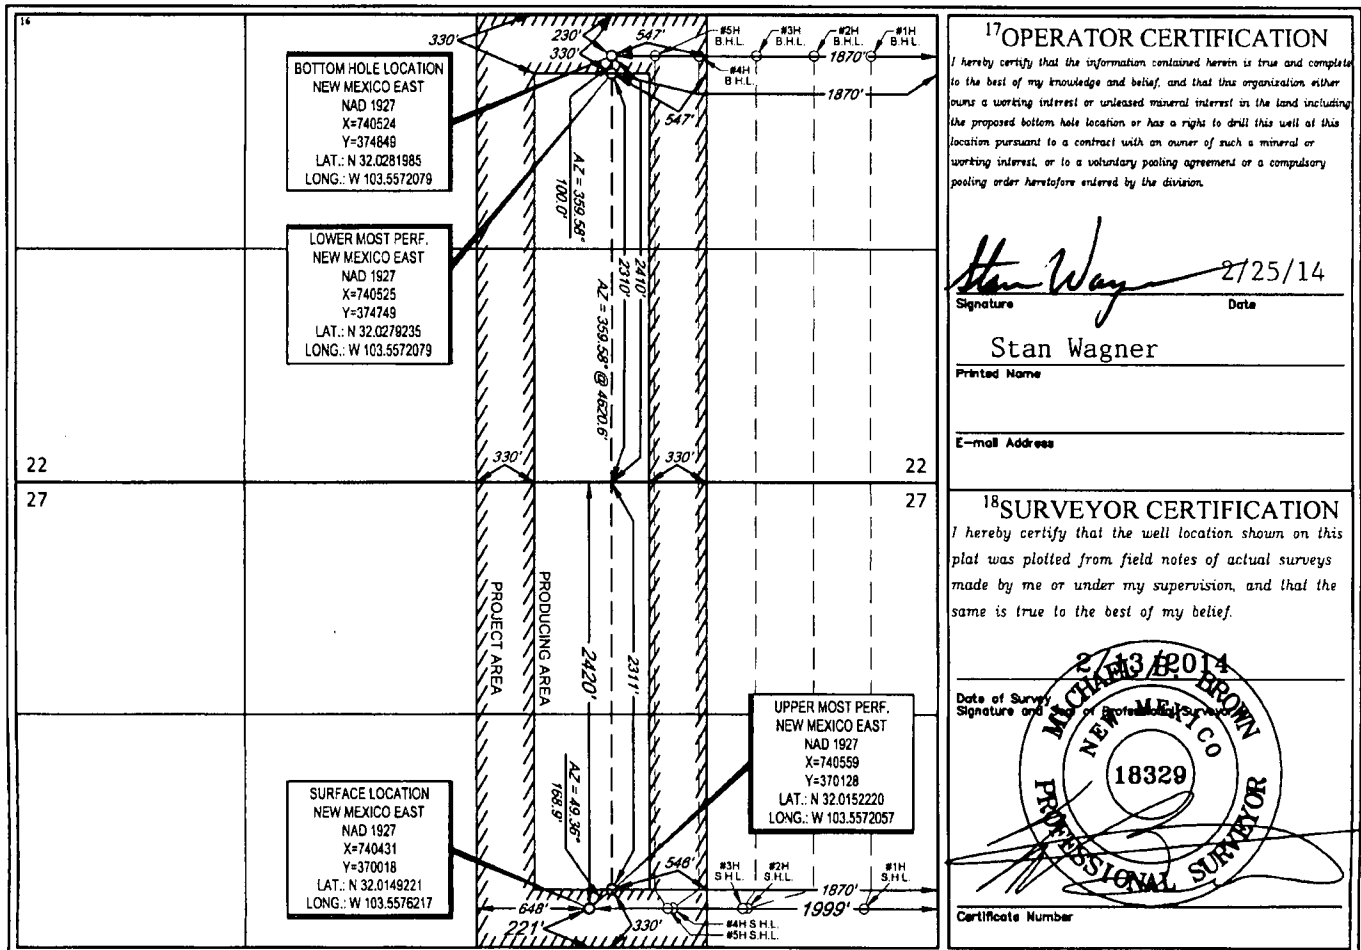 16
330'
230'
330'
547'
#5H
B.H.L.
#3H
B.H.L.
#2H
B.H.L.
#1H
B.H.L.
1870'
#4H
B.H.L.
1870'
547'
BOTTOM HOLE LOCATION
NEW MEXICO EAST
NAD 1927
X=740524
Y=374849
LAT.: N 32.0281985
LONG.: W 103.5572079
AZ = 359.58°
100.0'
LOWER MOST PERF.
NEW MEXICO EAST
NAD 1927
X=740525
Y=374749
LAT.: N 32.0279235
LONG.: W 103.5572079
2410'
2310'
AZ = 359.58° @ 4620.6'
22
330'
330'
22
27
27
PROJECT AREA
PRODUCING AREA
2420'
2311'
UPPER MOST PERF.
NEW MEXICO EAST
NAD 1927
X=740559
Y=370128
LAT.: N 32.0152220
LONG.: W 103.5572057
AZ = 49.36°
168.9'
SURFACE LOCATION
NEW MEXICO EAST
NAD 1927
X=740431
Y=370018
LAT.: N 32.0149221
LONG.: W 103.5576217
546'
#3H
S.H.L.
#2H
S.H.L.
#1H
S.H.L.
1870'
648'
1999'
221'
330'
#4H S.H.L.
#5H S.H.L.
17 OPERATOR CERTIFICATION
I hereby certify that the information contained herein is true and complete
to the best of my knowledge and belief, and that this organization either
owns a working interest or unleased mineral interest in the land including
the proposed bottom hole location or has a right to drill this well at this
location pursuant to a contract with an owner of such a mineral or
working interest, or to a voluntary pooling agreement or a compulsory
pooling order heretofore entered by the division.
2/25/14
Signature Date
Stan Wagner
Printed Name
E-mail Address
18 SURVEYOR CERTIFICATION
I hereby certify that the well location shown on this
plat was plotted from field notes of actual surveys
made by me or under my supervision, and that the
same is true to the best of my belief.
2/13/2014
Date of Survey
Signature and Seal of Professional Surveyor
MICHAEL B. BROWN
NEW MEXICO
18329
PROFESSIONAL SURVEYOR
Certificate Number